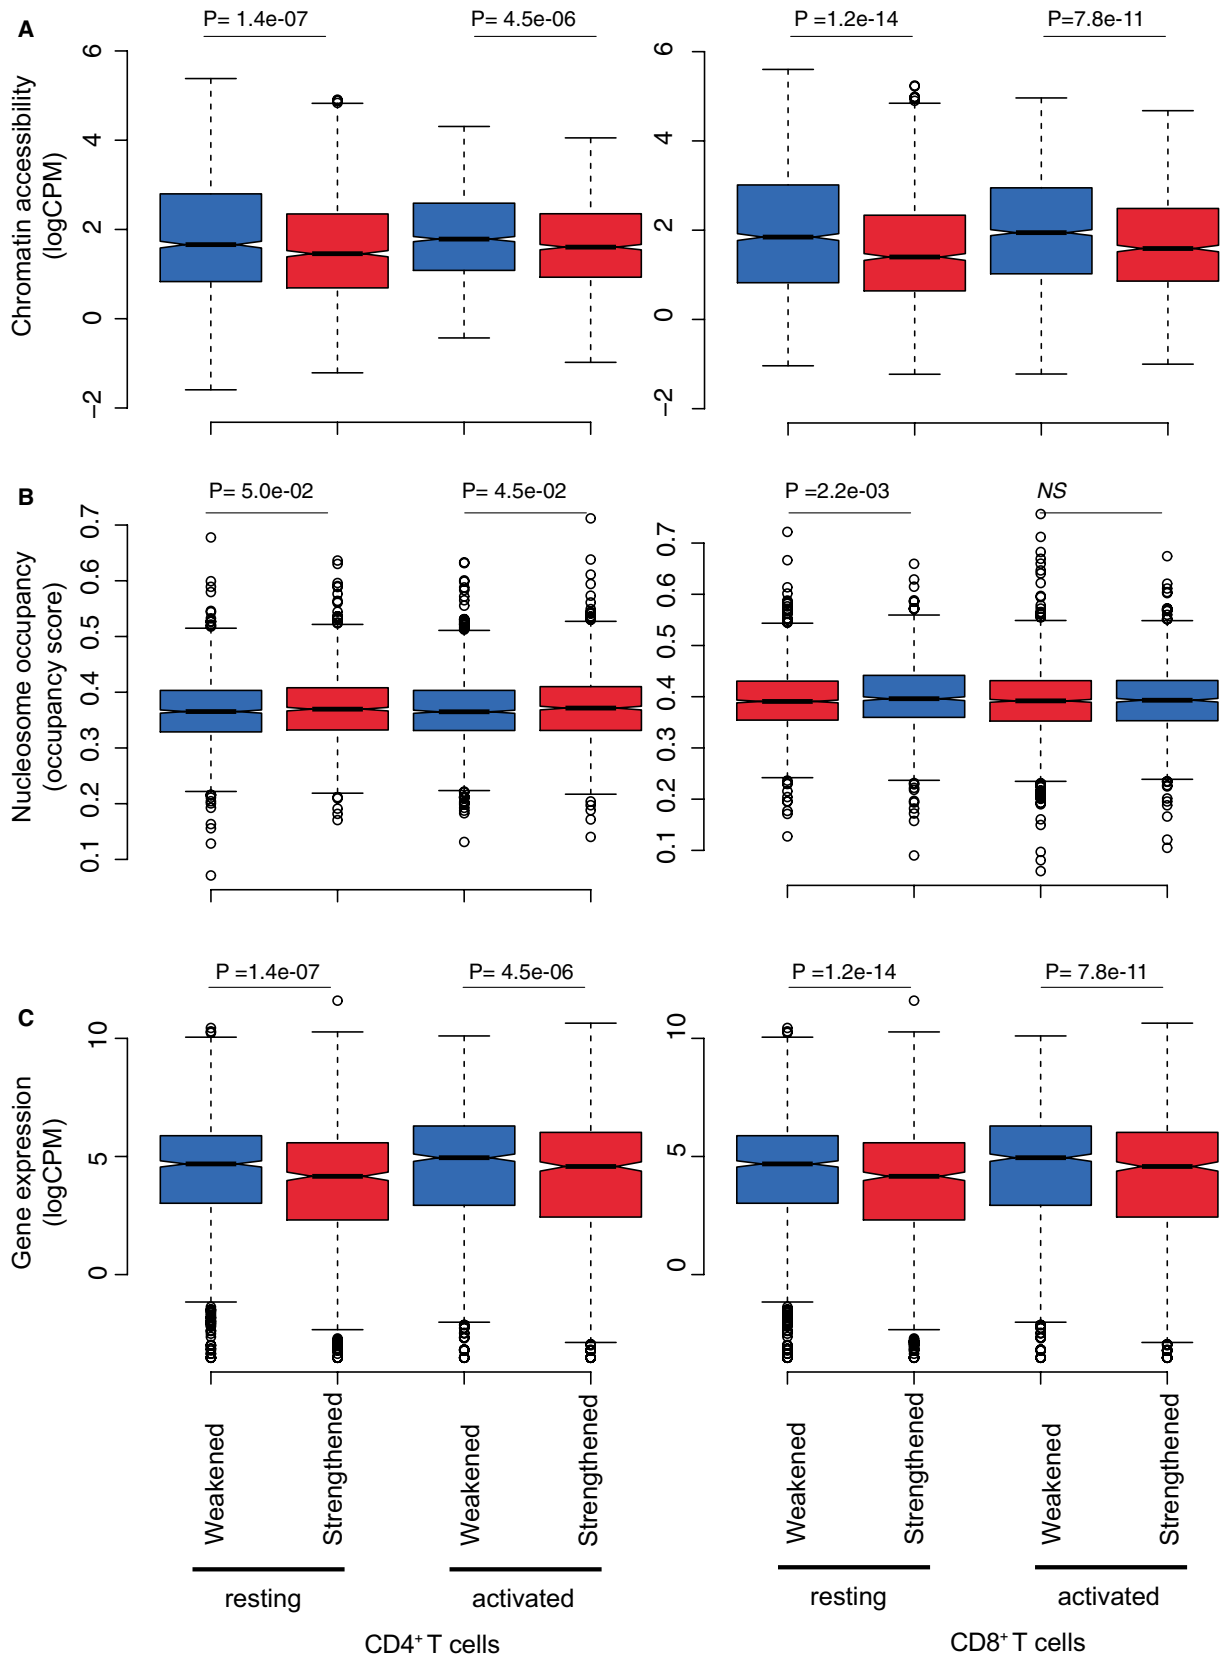 A
P= 1.4e-07
P= 4.5e-06
P =1.2e-14
P=7.8e-11
Chromatin accessibility
(logCPM)
6
4
2
0
−2
6
4
2
0
−2
B
P= 5.0e-02
P= 4.5e-02
P =2.2e-03
NS
Nucleosome occupancy
(occupancy score)
0.7
0.6
0.5
0.4
0.3
0.2
0.1
0.7
0.6
0.5
0.4
0.3
0.2
0.1
C
P =1.4e-07
P= 4.5e-06
P =1.2e-14
P= 7.8e-11
Gene expression
(logCPM)
10
5
0
10
5
0
Weakened
Strengthened
Weakened
Strengthened
Weakened
Strengthened
Weakened
Strengthened
resting
activated
resting
activated
CD4⁺ T cells
CD8⁺ T cells